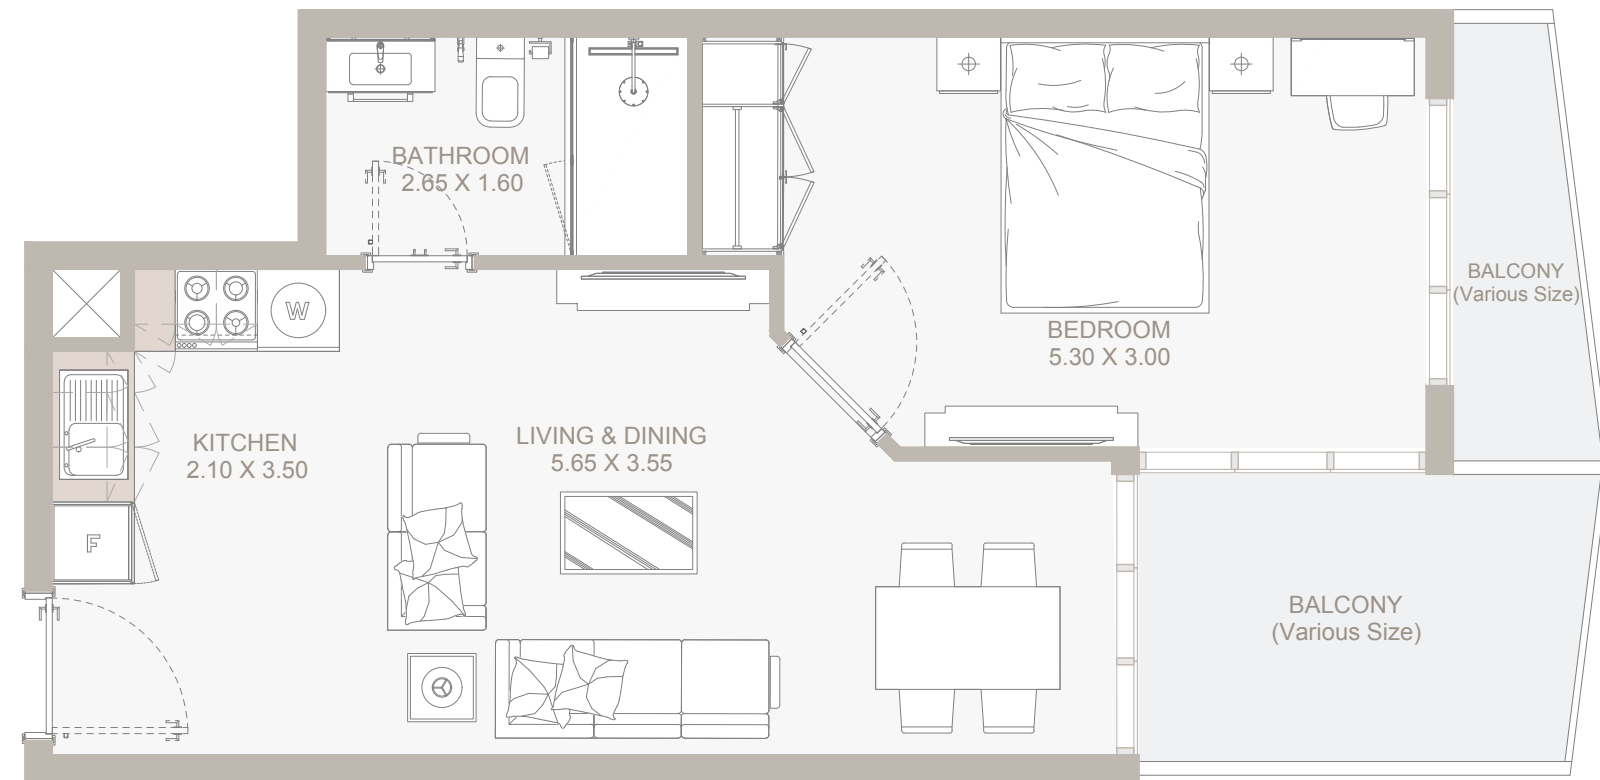 BATHROOM
2.65 X 1.60
BALCONY
(Various Size)
W
BEDROOM
5.30 X 3.00
KITCHEN
2.10 X 3.50
LIVING & DINING
5.65 X 3.55
F
BALCONY
(Various Size)